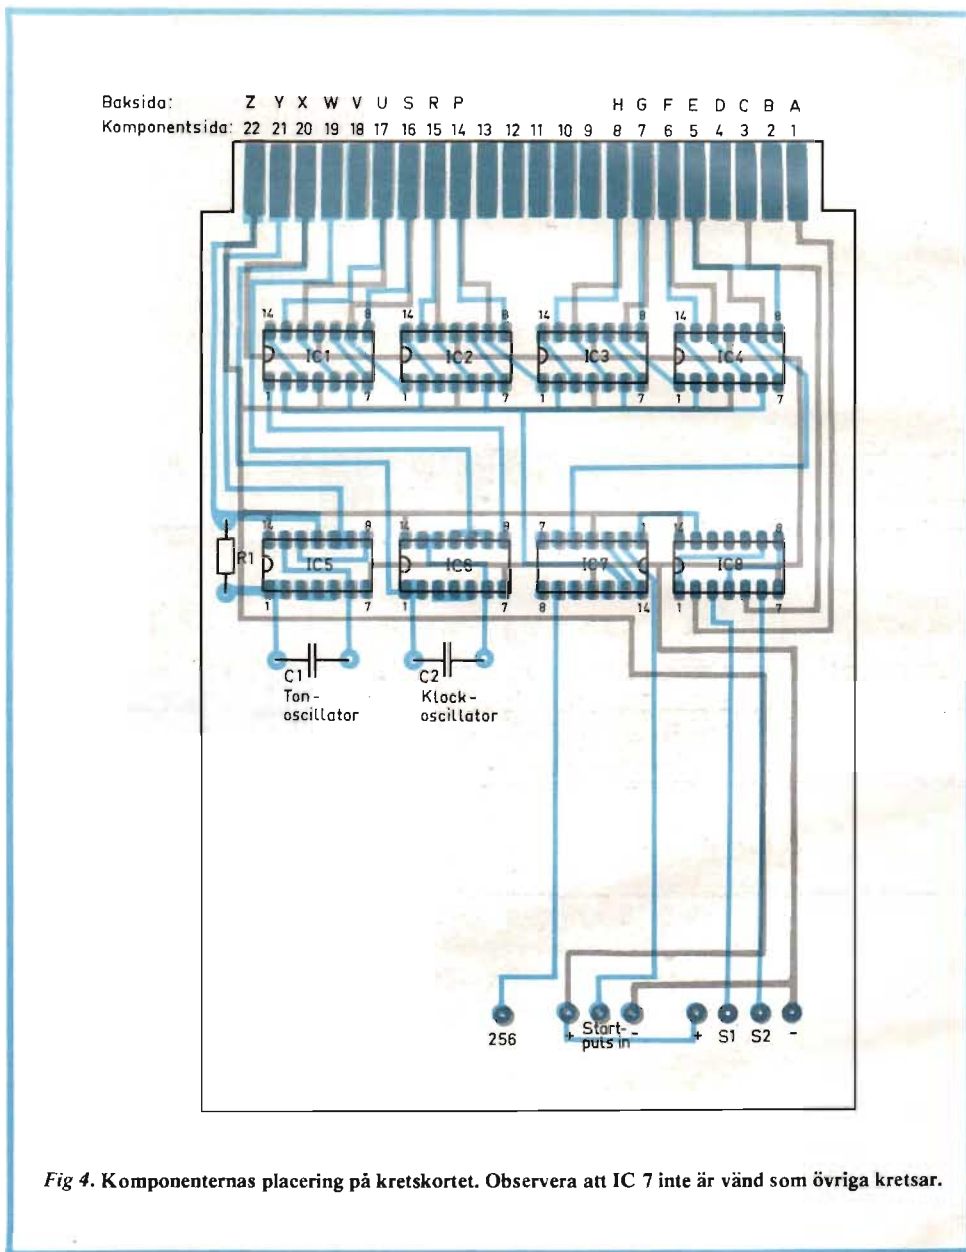 Baksida: Z Y X W V U S R P H G F E D C B A
Komponentsida: 22 21 20 19 18 17 16 15 14 13 12 11 10 9 8 7 6 5 4 3 2 1
14 8 14 8 14 8 14 8
IC1 IC2 IC3 IC4
1 7 1 7 1 7 1 7
14 8 14 8 7 1 14 8
R1 IC5 IC6 IC7 IC8
1 7 1 7 8 14 1 7
C1 C2
Ton- Klock-
oscillator oscillator
256 + Start- - + S1 S2 -
puls in
Fig 4. Komponenternas placering på kretskortet. Observera att IC 7 inte är vänd som övriga kretsar.